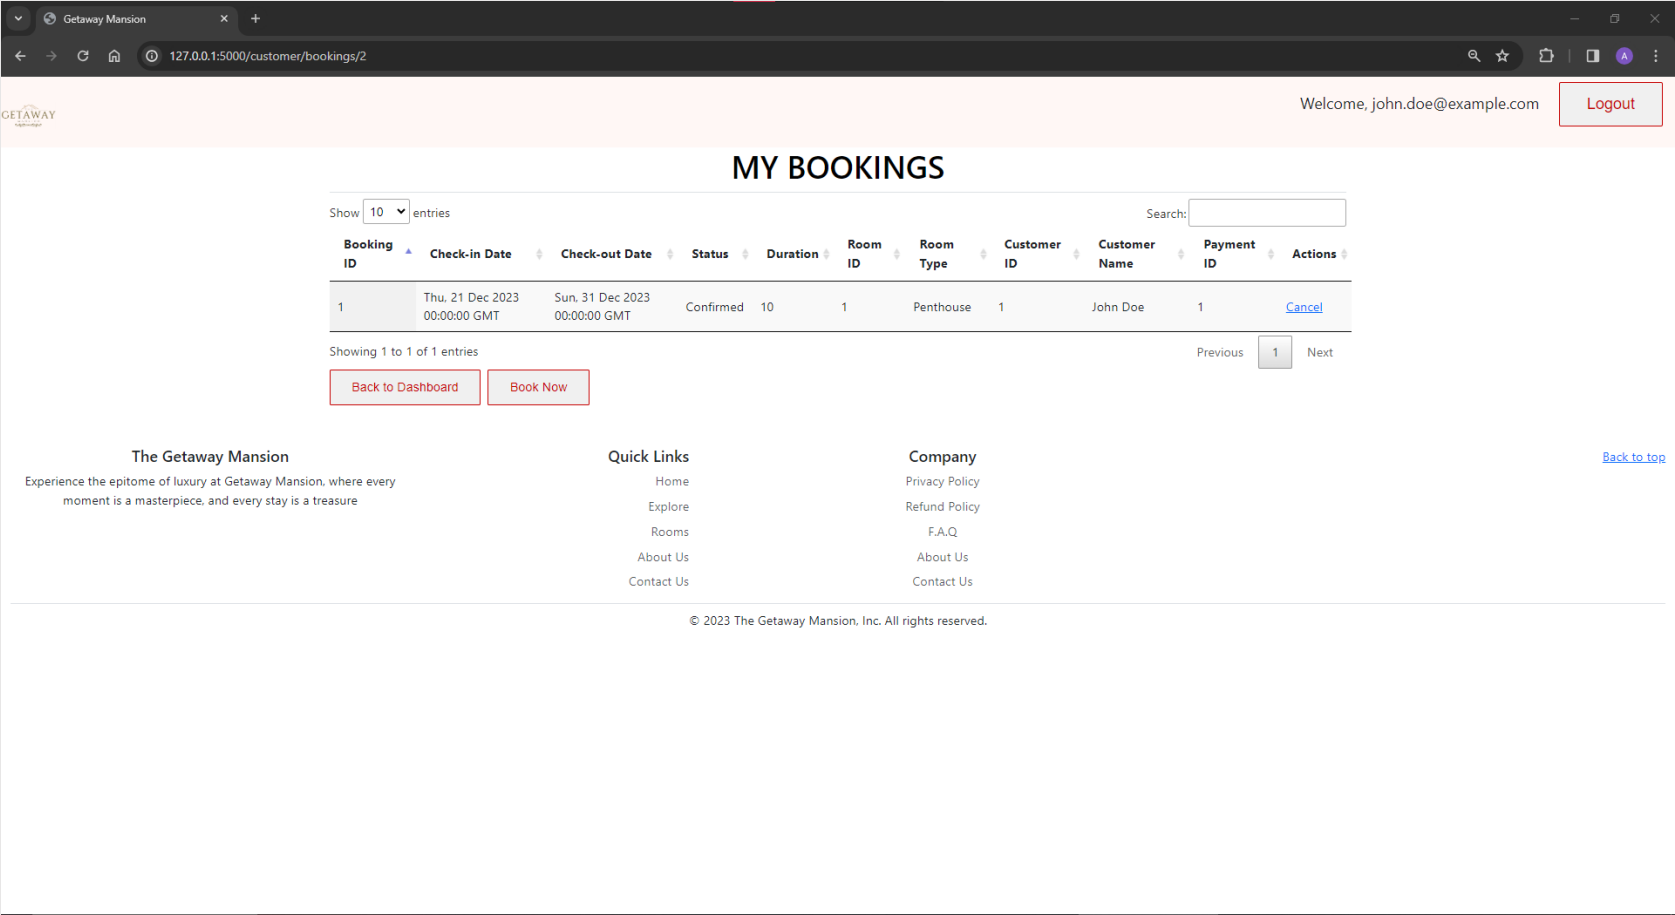 Getaway Mansion
127.0.0.1:5000/customer/bookings/2
A
GETAWAY
Welcome, john.doe@example.com
Logout
MY BOOKINGS
Show 10 entries
Search:
Booking ID Check-in Date Check-out Date Status Duration Room ID Room Type Customer ID Customer Name Payment ID Actions
1 Thu, 21 Dec 2023 00:00:00 GMT Sun, 31 Dec 2023 00:00:00 GMT Confirmed 10 1 Penthouse 1 John Doe 1 Cancel
Showing 1 to 1 of 1 entries
Previous 1 Next
Back to Dashboard
Book Now
The Getaway Mansion
Experience the epitome of luxury at Getaway Mansion, where every
moment is a masterpiece, and every stay is a treasure
Quick Links
Home
Explore
Rooms
About Us
Contact Us
Company
Privacy Policy
Refund Policy
F.A.Q
About Us
Contact Us
Back to top
© 2023 The Getaway Mansion, Inc. All rights reserved.